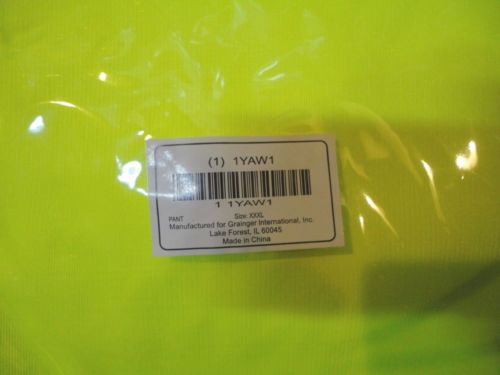 (1) 1YAW1
1 1YAW1
Size: XXXL
PANT
Manufactured for Grainger International, Inc.
Lake Forest, IL 60045
Made in China